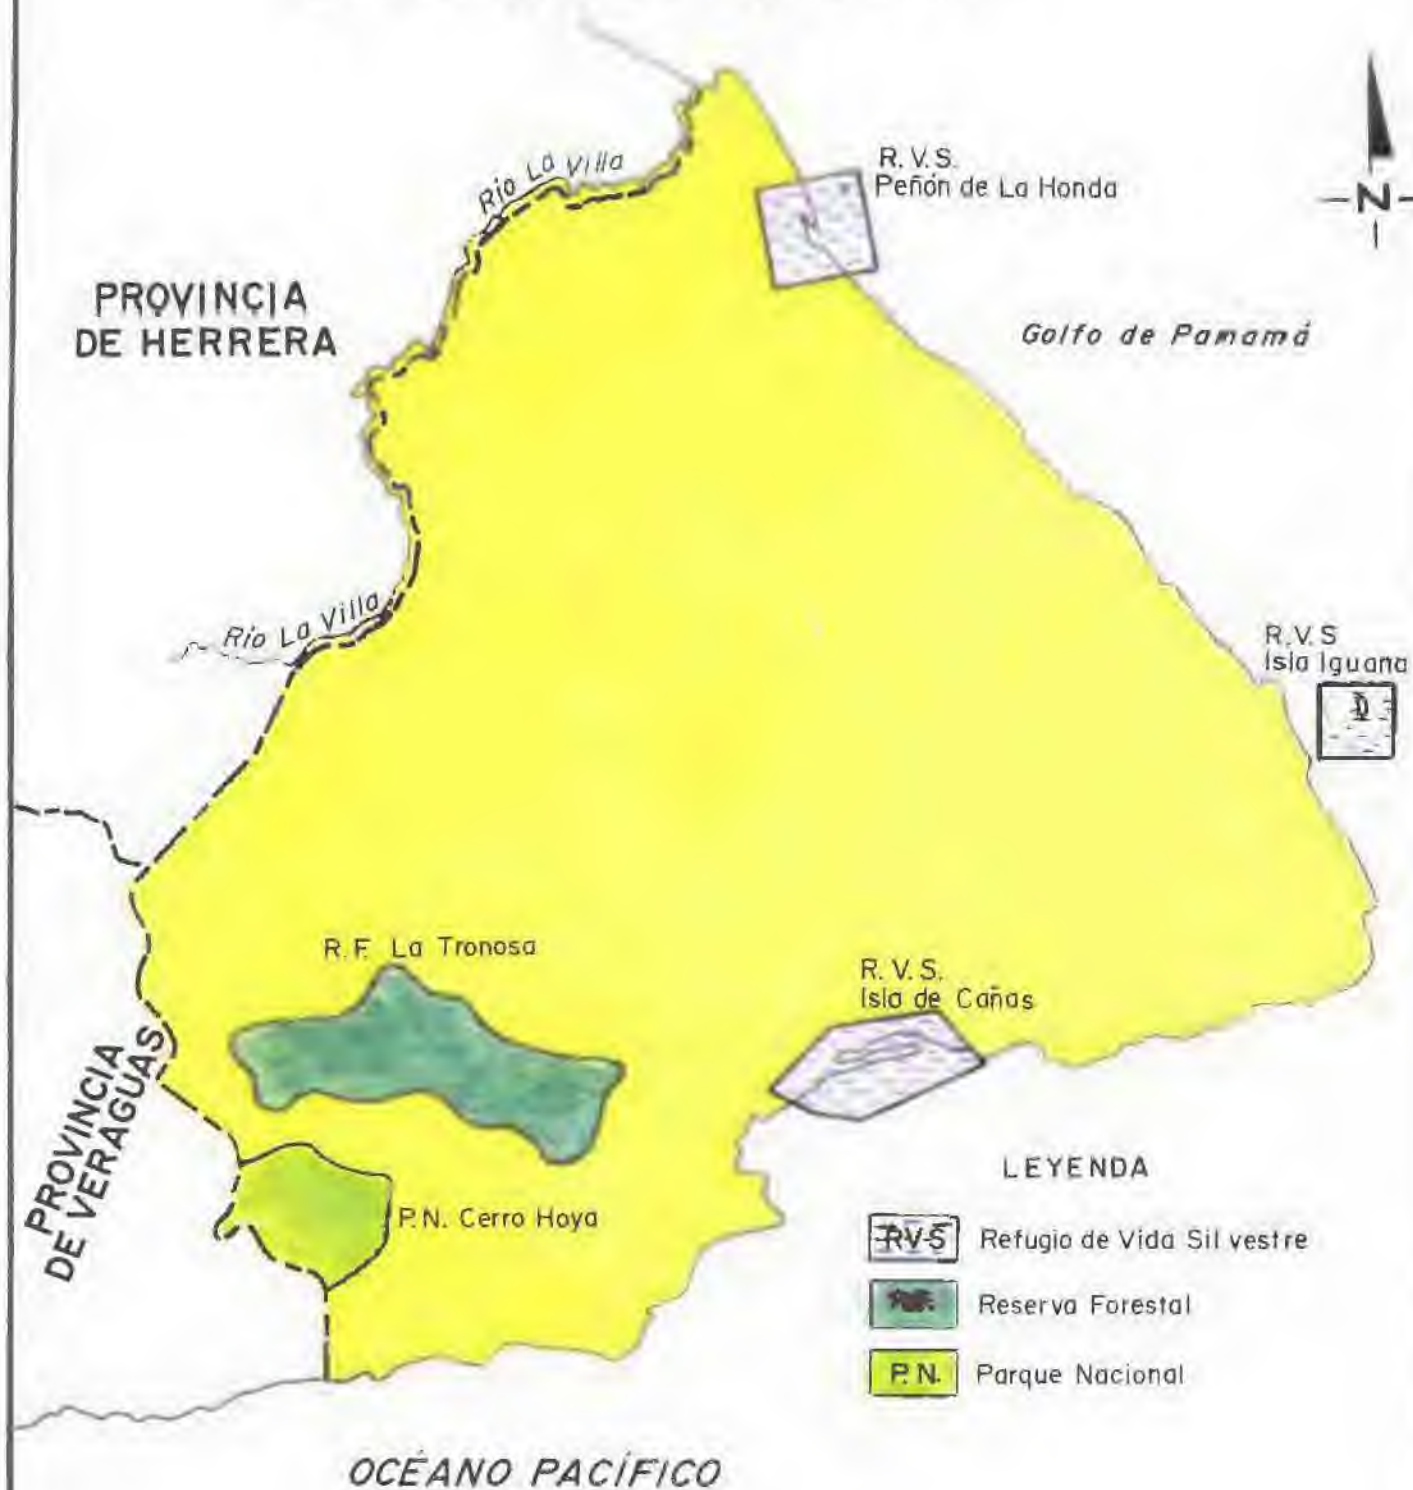 Río La Villa
R. V. S.
Peñón de La Honda
N
PROVINCIA
DE HERRERA
Golfo de Panamá
Río La Villa
R.V.S
Isla Iguana
R.F. La Tronosa
R. V. S.
Isla de Cañas
PROVINCIA
DE VERAGUAS
P.N. Cerro Hoya
LEYENDA
R-V-S Refugio de Vida Silvestre
Reserva Forestal
P. N. Parque Nacional
OCÉANO PACÍFICO